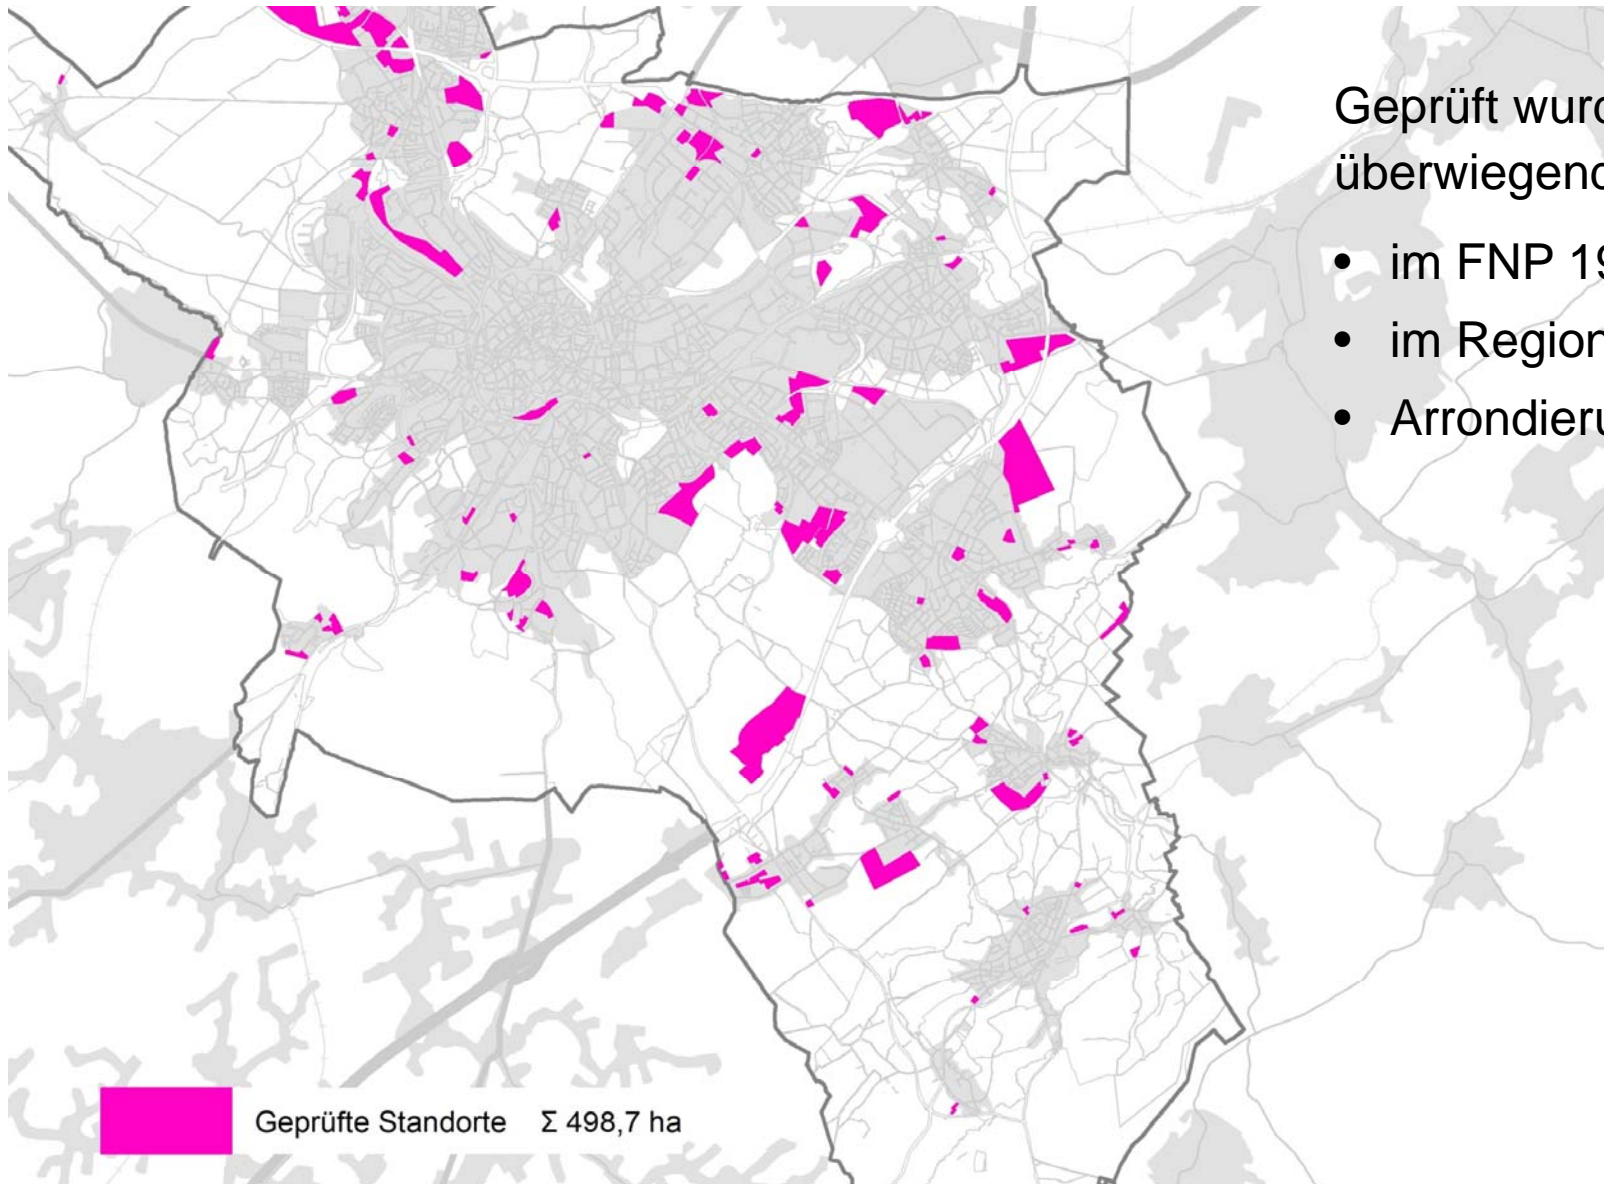 Geprüft wurd
überwiegend
• im FNP 19
• im Region
• Arrondieru
Geprüfte Standorte Σ 498,7 ha